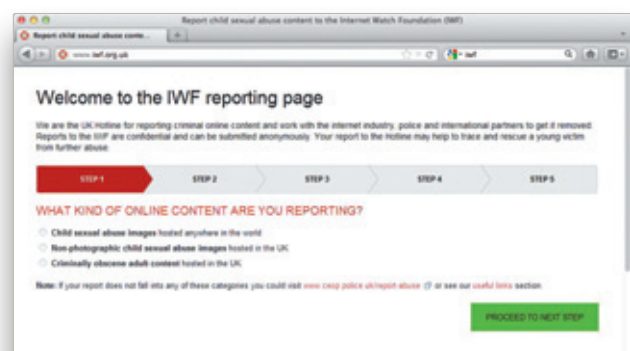 Report child sexual abuse content to the Internet Watch Foundation (IWF)
Report child sexual abuse conte...
www.iwf.org.uk
iwf
Welcome to the IWF reporting page
We are the UK Hotline for reporting criminal online content and work with the internet industry, police and international partners to get it removed.
Reports to the IWF are confidential and can be submitted anonymously. Your report to the Hotline may help to trace and rescue a young victim
from further abuse.
STEP 1 STEP 2 STEP 3 STEP 4 STEP 5
WHAT KIND OF ONLINE CONTENT ARE YOU REPORTING?
Child sexual abuse images hosted anywhere in the world
Non-photographic child sexual abuse images hosted in the UK
Criminally obscene adult content hosted in the UK
Note: If your report does not fall into any of these categories you could visit www.ceop.police.uk/report-abuse or see our useful links section.
PROCEED TO NEXT STEP